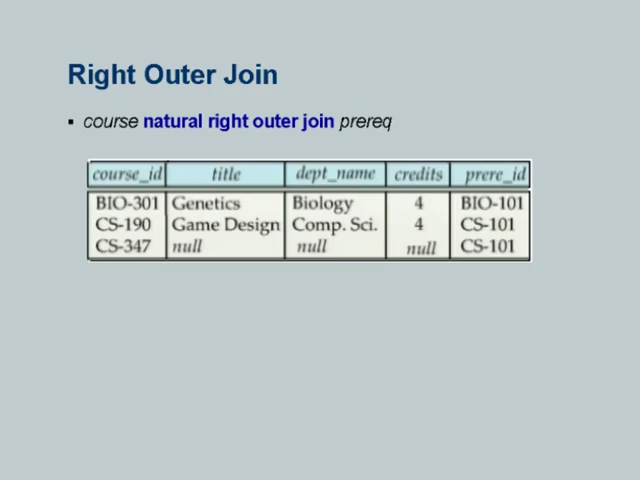 Right Outer Join
▪ course natural right outer join prereq
course_id title dept_name credits prere_id
BIO-301 Genetics Biology 4 BIO-101
CS-190 Game Design Comp. Sci. 4 CS-101
CS-347 null null null CS-101